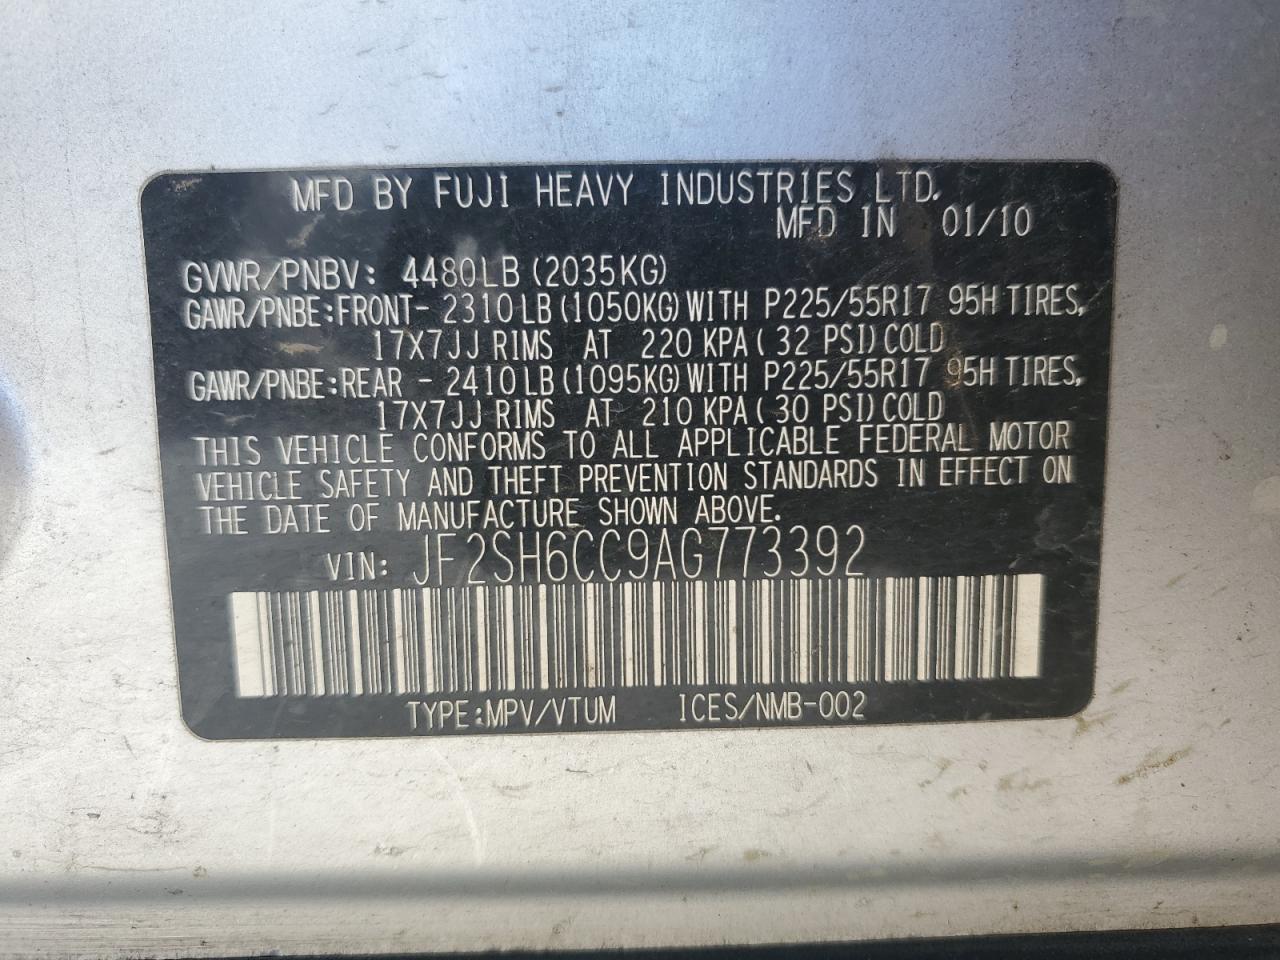 MFD BY FUJI HEAVY INDUSTRIES LTD.
MFD IN 01/10
GVWR/PNBV: 4480LB (2035KG)
GAWR/PNBE:FRONT- 2310LB (1050KG) WITH P225/55R17 95H TIRES,
17X7JJ RIMS AT 220 KPA ( 32 PSI) COLD
GAWR/PNBE:REAR - 2410LB (1095KG) WITH P225/55R17 95H TIRES,
17X7JJ RIMS AT 210 KPA ( 30 PSI) COLD
THIS VEHICLE CONFORMS TO ALL APPLICABLE FEDERAL MOTOR
VEHICLE SAFETY AND THEFT PREVENTION STANDARDS IN EFFECT ON
THE DATE OF MANUFACTURE SHOWN ABOVE.
VIN: JF2SH6CC9AG773392
TYPE:MPV/VTUM ICES/NMB-002